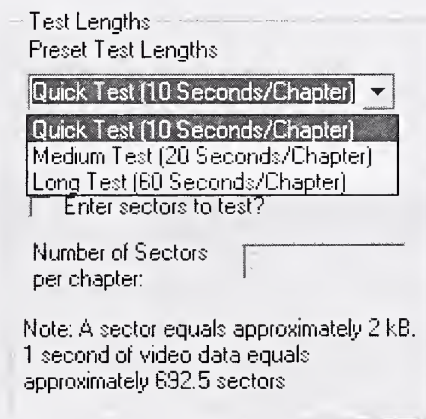 Test Lengths
Preset Test Lengths
Quick Test (10 Seconds/Chapter)
Quick Test (10 Seconds/Chapter)
Medium Test (20 Seconds/Chapter)
Long Test (60 Seconds/Chapter)
Enter sectors to test?
Number of Sectors
per chapter:
Note: A sector equals approximately 2 kB.
1 second of video data equals
approximately 692.5 sectors